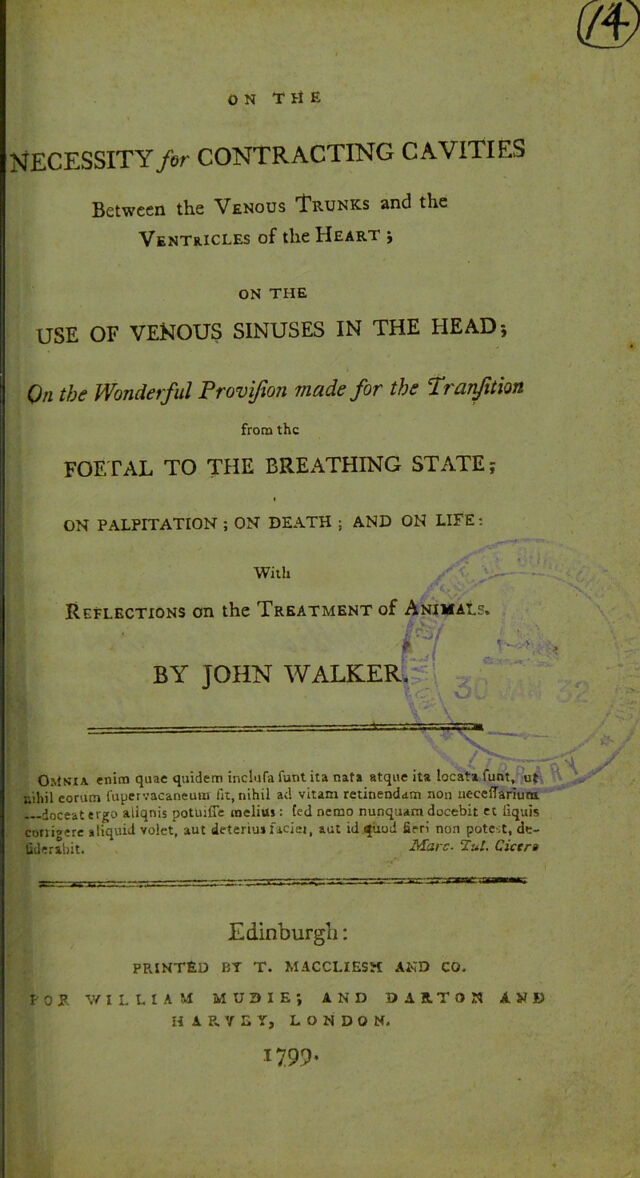 14
ON THE
NECESSITY for CONTRACTING CAVITIES
Between the VENOUS TRUNKS and the
VENTRICLES of the HEART ;
ON THE
USE OF VENOUS SINUSES IN THE HEAD;
On the Wonderful Proviſion made for the Tranſition
from the
FOETAL TO THE BREATHING STATE;
ON PALPITATION ; ON DEATH ; AND ON LIFE:
With
REFLECTIONS on the TREATMENT of ANIMALS.
BY JOHN WALKER.
30 JAN 32
LIBRARY
OMNIA enim quae quidem incluſa ſunt ita nata atque ita locata ſunt, ut
nihil eorum ſupervacaneum ſit, nihil ad vitam retinendam non neceſſarium
—doceat ergo aliqnis potuiſſe melius : ſed nemo nunquam docebit et ſiquis
corrigere aliquid volet, aut deterius faciet, aut id quod fieri non potest, de-
ſiderabit. Marc. Tul. Cicero
Edinburgh:
PRINTED BY T. MACCLIESH AND CO.
FOR WILLIAM MUDIE; AND DARTON AND
HARVEY, LONDON.
1799.